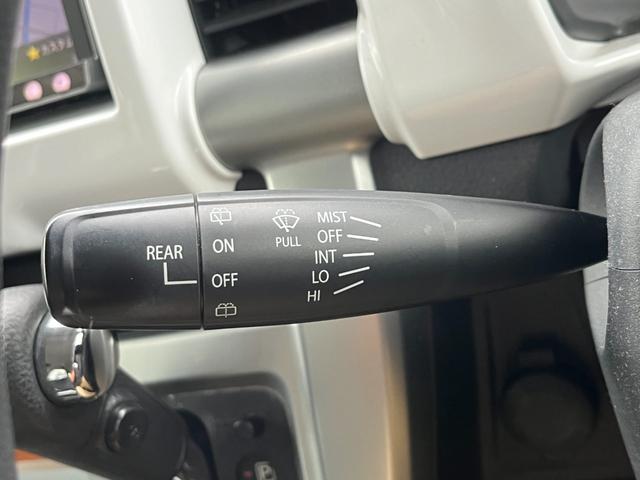 REAR
ON
OFF
PULL
MIST
OFF
INT
LO
HI